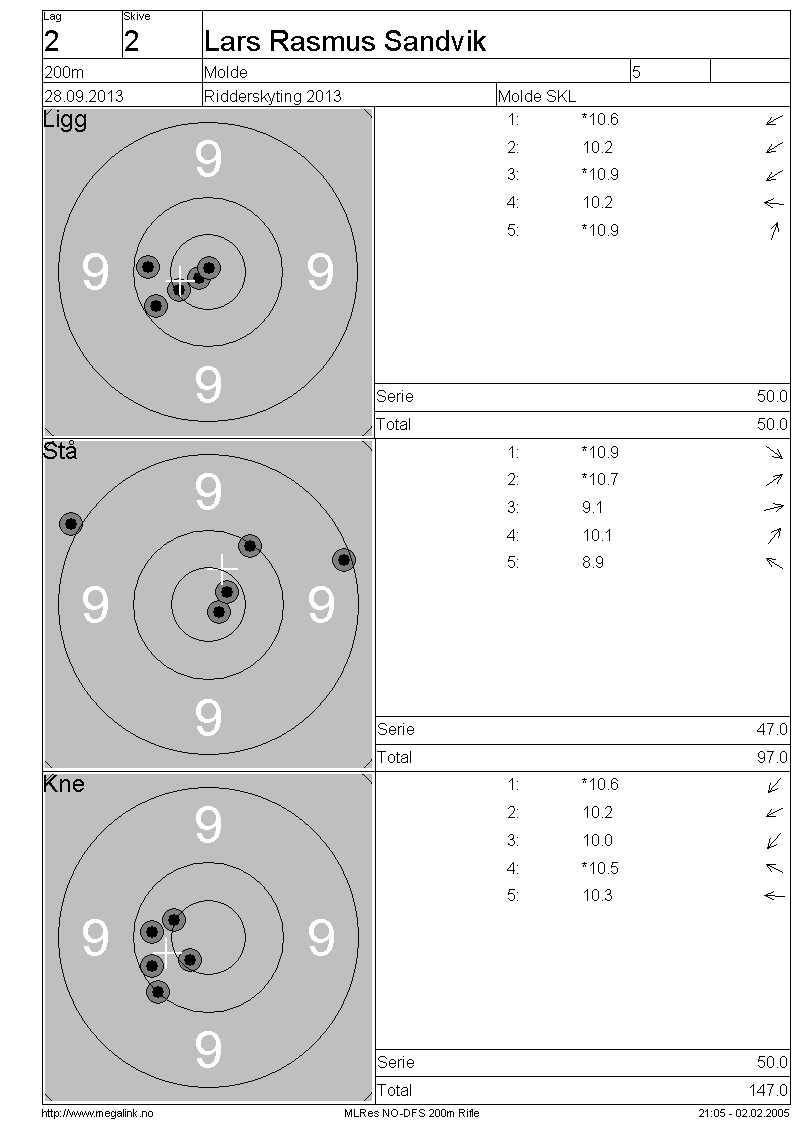 Lag Skive
2 2 Lars Rasmus Sandvik
200m Molde 5
28.09.2013 Ridderskyting 2013 Molde SKL
Ligg
1: *10.6
2: 10.2
3: *10.9
4: 10.2
5: *10.9
9
9 9
9
Serie 50.0
Total 50.0
Stå
1: *10.9
2: *10.7
3: 9.1
4: 10.1
5: 8.9
9
9 9
9
Serie 47.0
Total 97.0
Kne
1: *10.6
2: 10.2
3: 10.0
4: *10.5
5: 10.3
9
9 9
9
Serie 50.0
Total 147.0
http://www.megalink.no MLRes NO-DFS 200m Rifle 21:05 - 02.02.2005